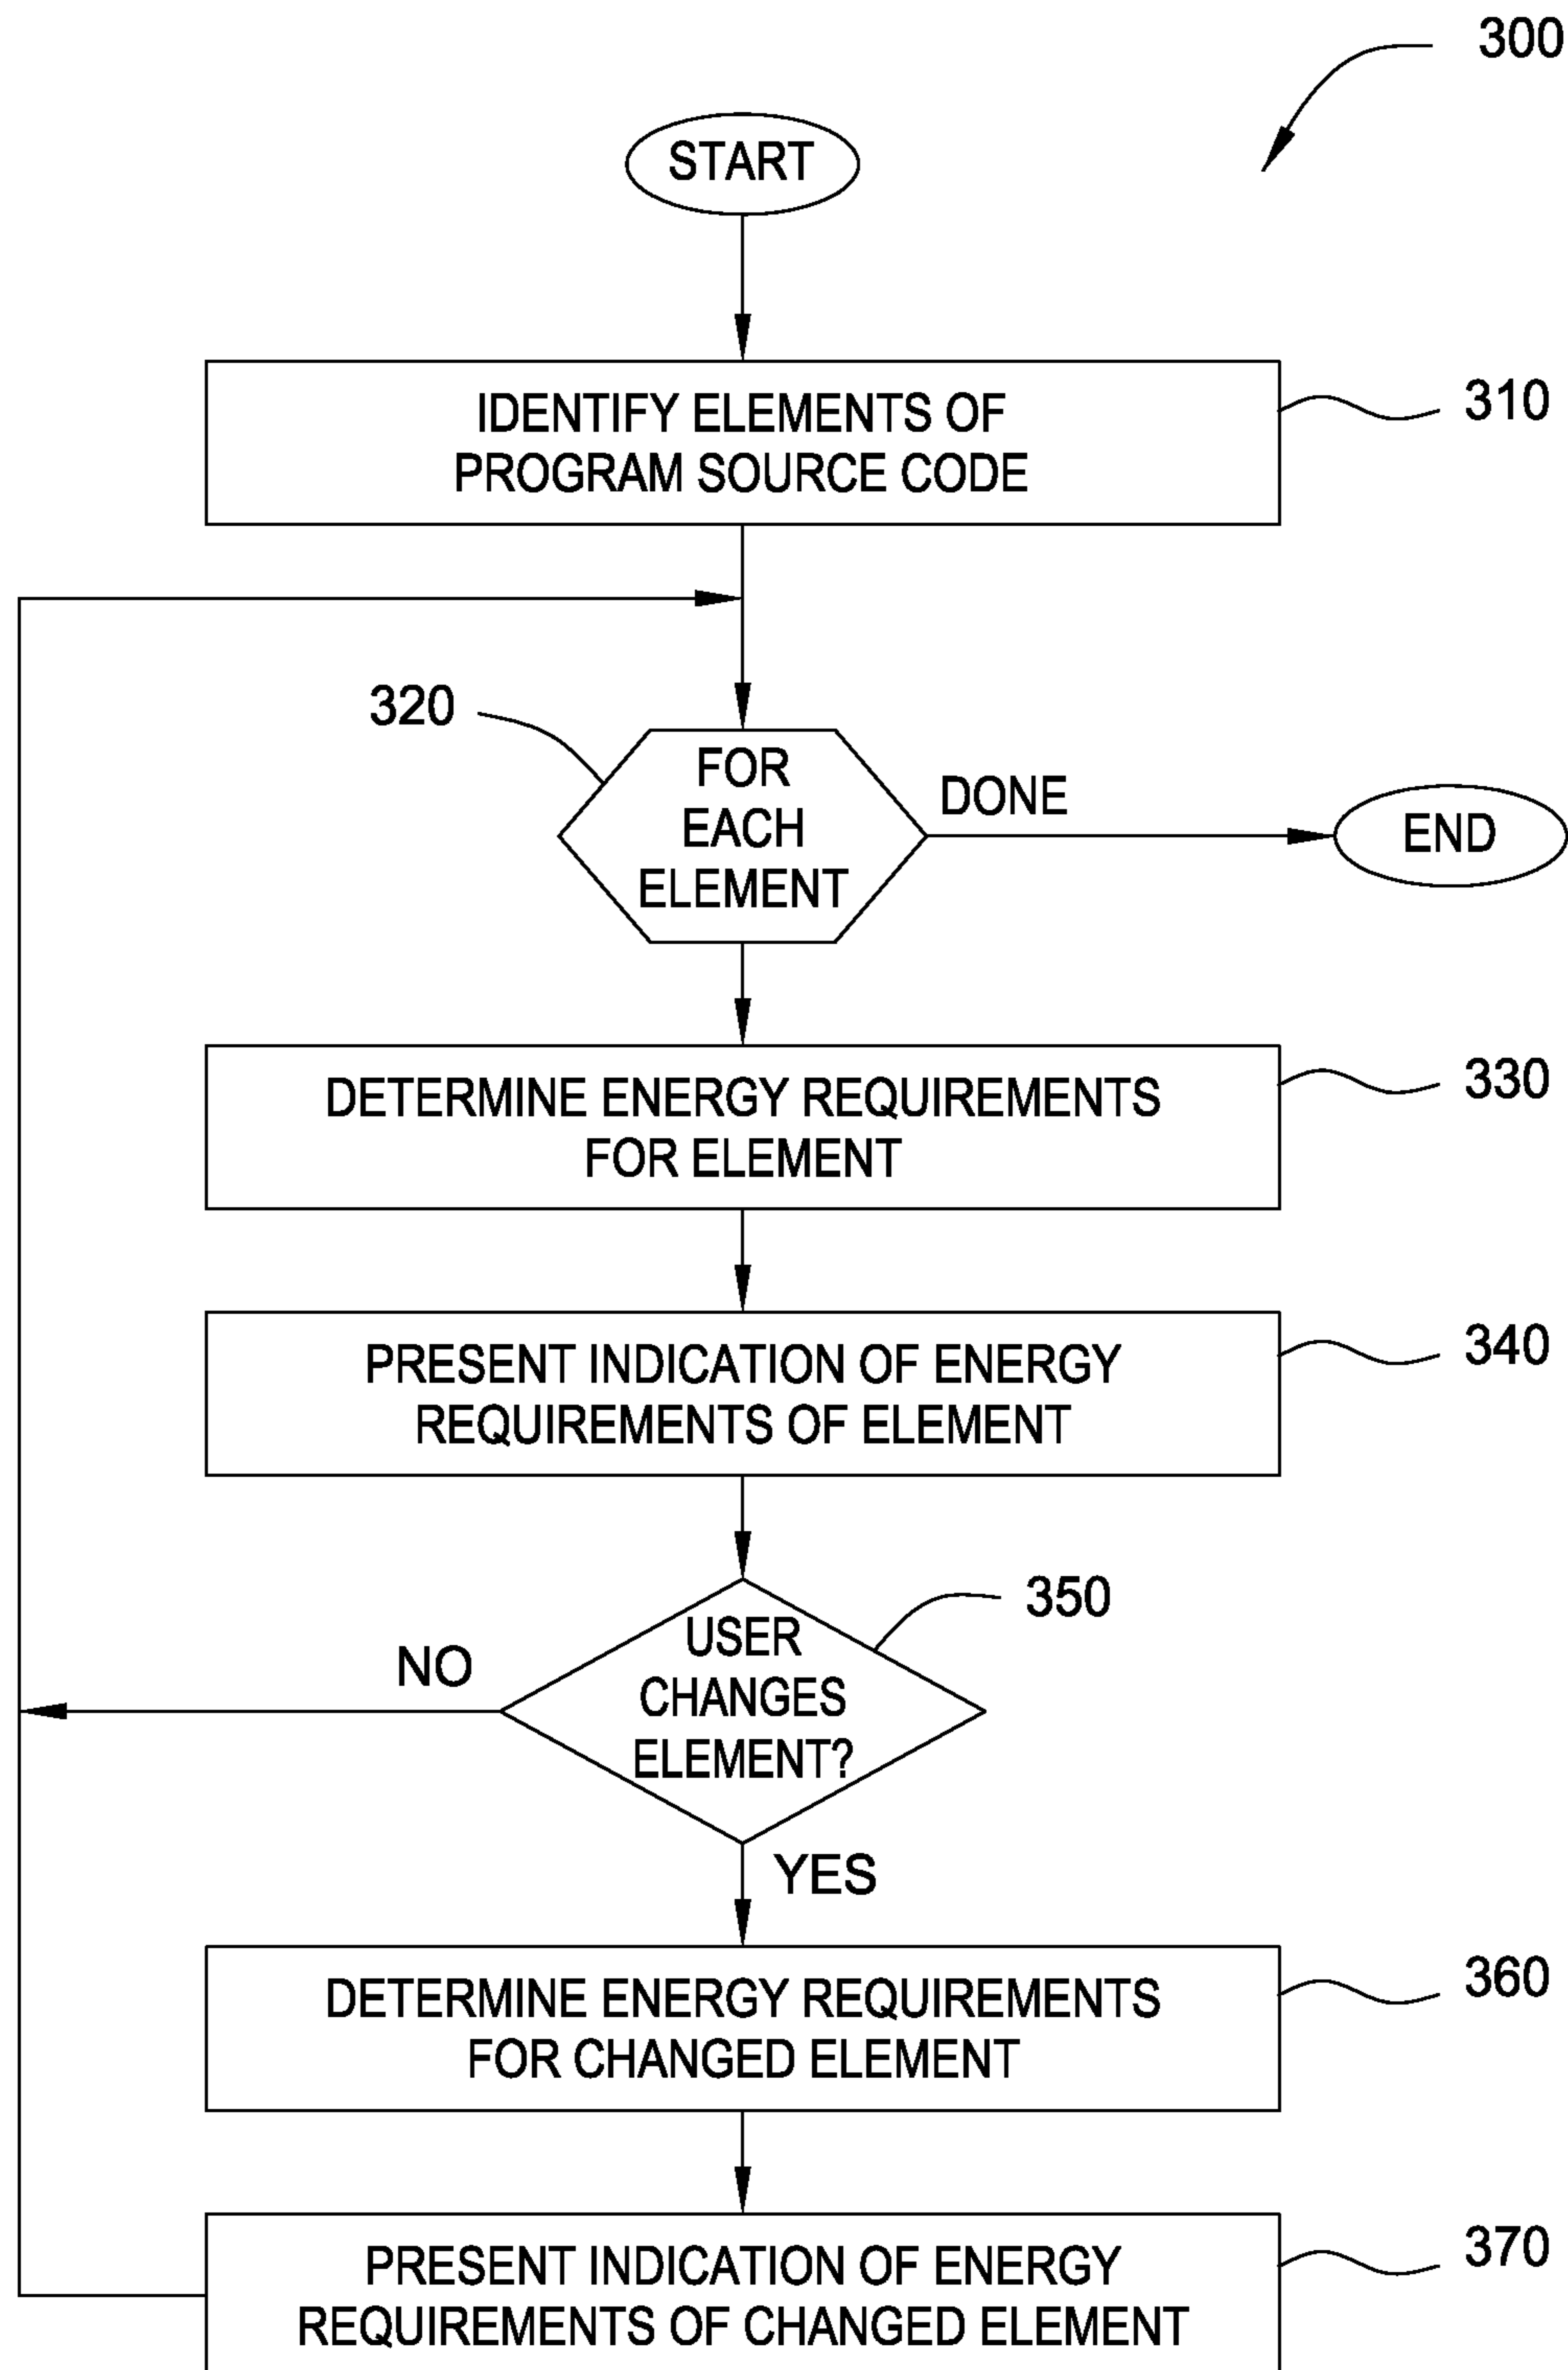 300
START
IDENTIFY ELEMENTS OF
PROGRAM SOURCE CODE
310
320
FOR
EACH
ELEMENT
DONE
END
DETERMINE ENERGY REQUIREMENTS
FOR ELEMENT
330
PRESENT INDICATION OF ENERGY
REQUIREMENTS OF ELEMENT
340
350
USER
CHANGES
ELEMENT?
NO
YES
DETERMINE ENERGY REQUIREMENTS
FOR CHANGED ELEMENT
360
PRESENT INDICATION OF ENERGY
REQUIREMENTS OF CHANGED ELEMENT
370